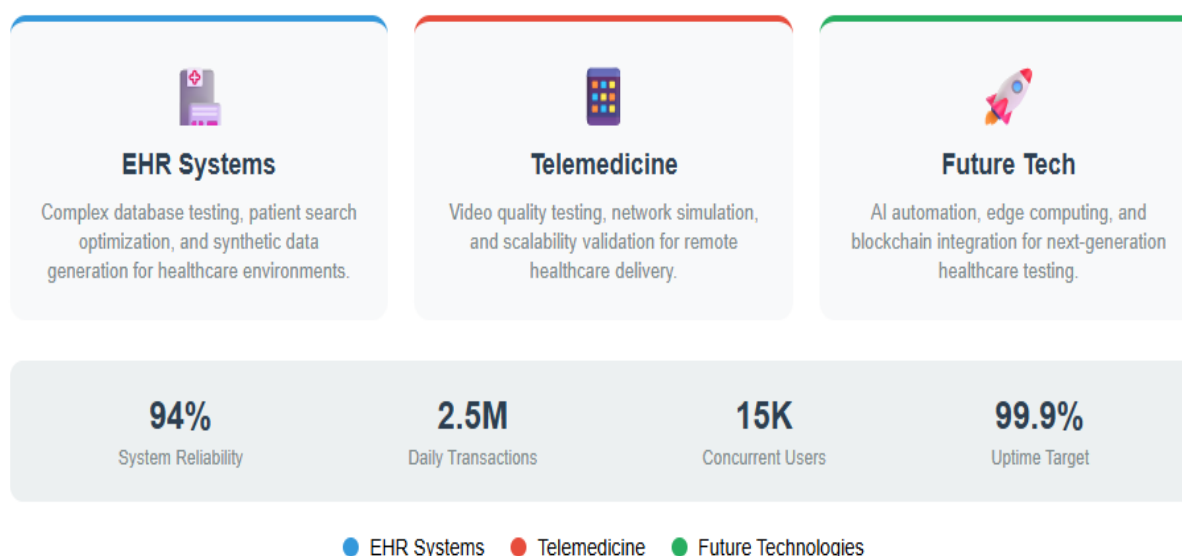 EHR Systems
Complex database testing, patient search
optimization, and synthetic data
generation for healthcare environments.
Telemedicine
Video quality testing, network simulation,
and scalability validation for remote
healthcare delivery.
Future Tech
AI automation, edge computing, and
blockchain integration for next-generation
healthcare testing.
94%
System Reliability
2.5M
Daily Transactions
15K
Concurrent Users
99.9%
Uptime Target
EHR Systems
Telemedicine
Future Technologies